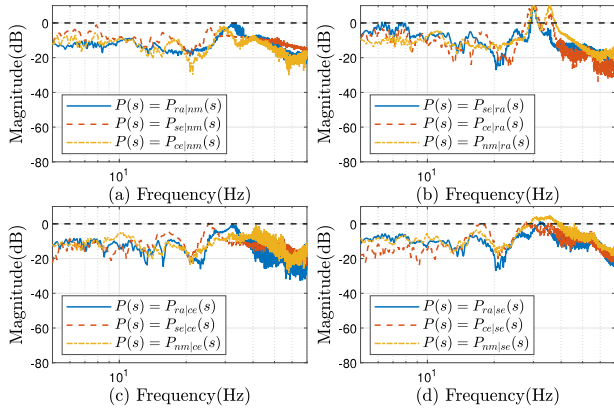 10
0
-20
-40
-60
-80
Magnitude(dB)
P(s) = P_{ra|nm}(s)
P(s) = P_{se|nm}(s)
P(s) = P_{ce|nm}(s)
10^1
(a) Frequency(Hz)
10
0
-20
-40
-60
-80
Magnitude(dB)
P(s) = P_{se|ra}(s)
P(s) = P_{ce|ra}(s)
P(s) = P_{nm|ra}(s)
10^1
(b) Frequency(Hz)
10
0
-20
-40
-60
-80
Magnitude(dB)
P(s) = P_{ra|ce}(s)
P(s) = P_{se|ce}(s)
P(s) = P_{nm|ce}(s)
10^1
(c) Frequency(Hz)
10
0
-20
-40
-60
-80
Magnitude(dB)
P(s) = P_{ra|se}(s)
P(s) = P_{ce|se}(s)
P(s) = P_{nm|se}(s)
10^1
(d) Frequency(Hz)